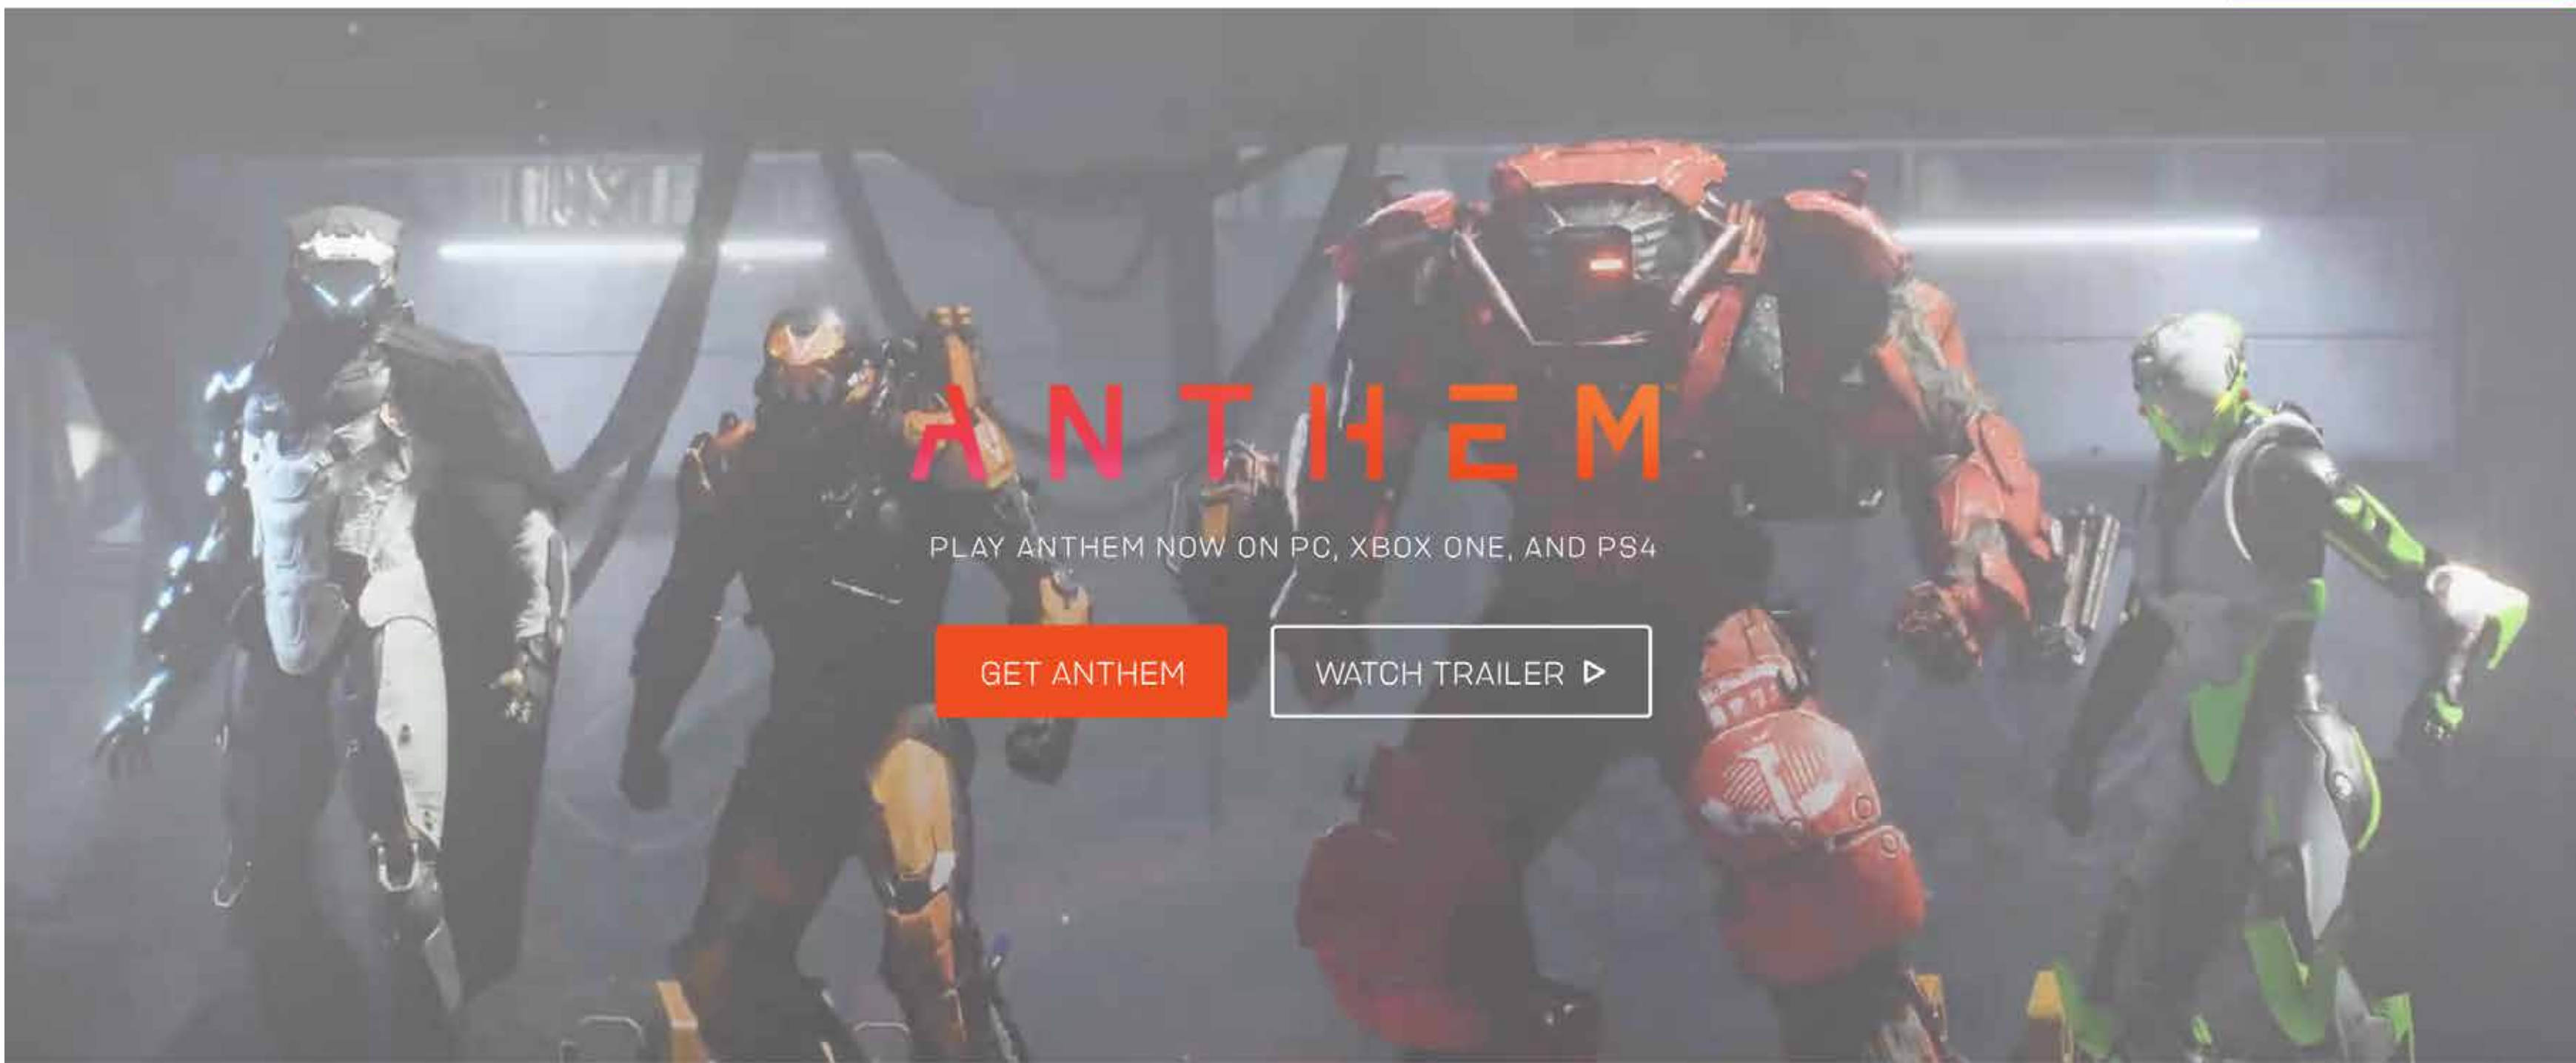 ANTHEM
PLAY ANTHEM NOW ON PC, XBOX ONE, AND PS4
GET ANTHEM
WATCH TRAILER